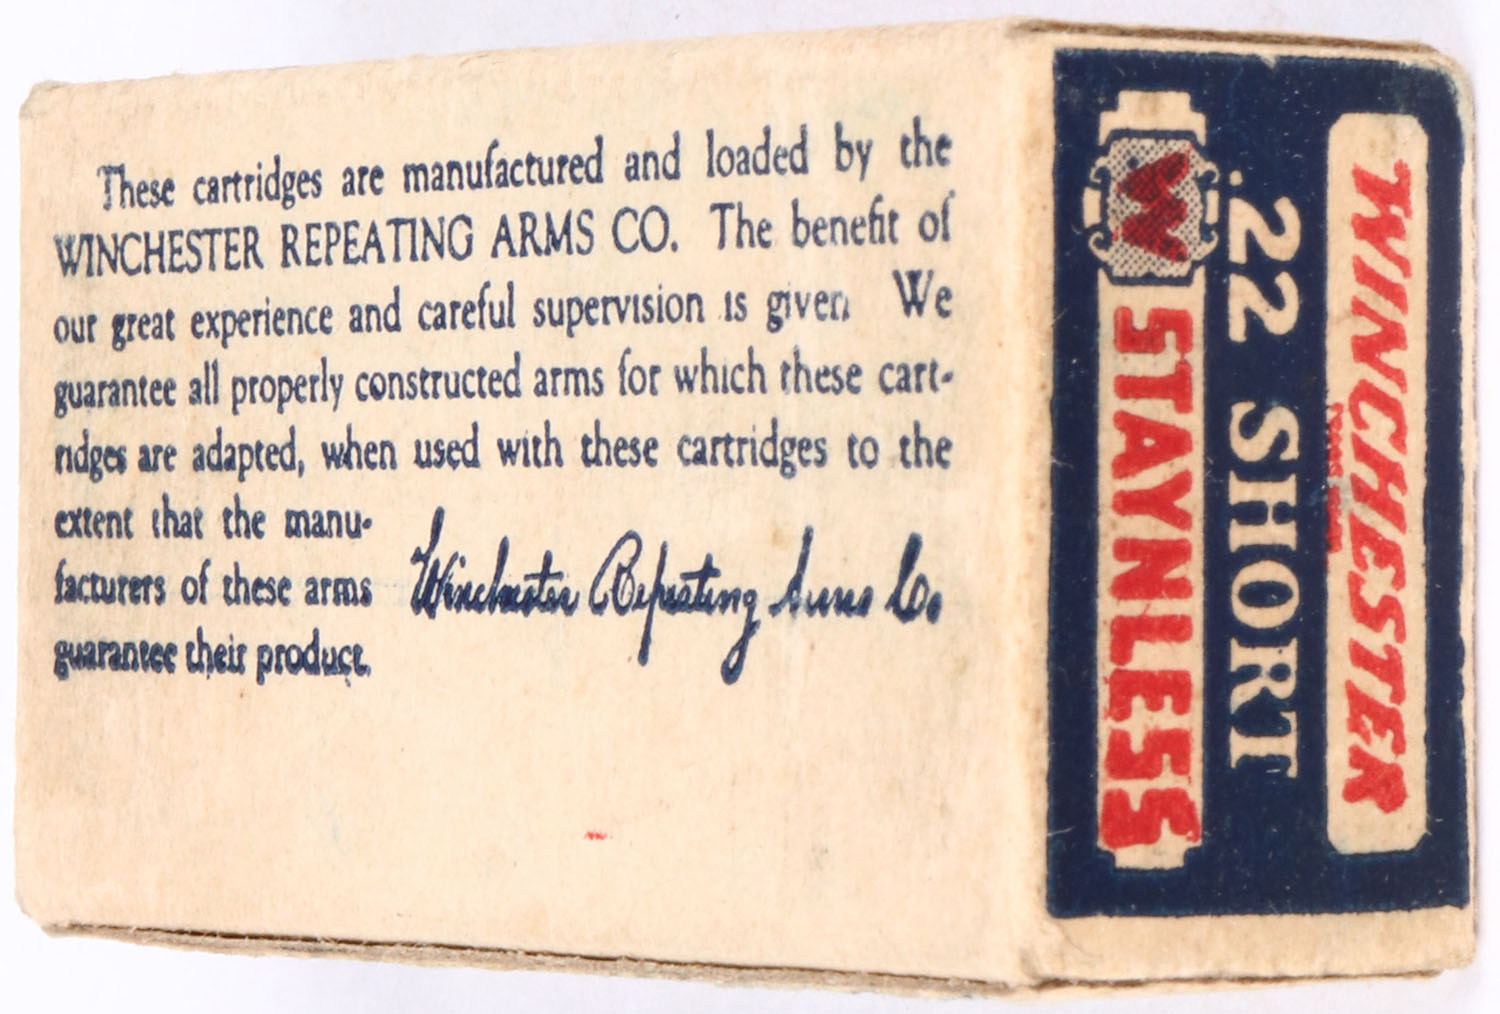 These cartridges are manufactured and loaded by the
WINCHESTER REPEATING ARMS CO. The benefit of
our great experience and careful supervision is given We
guarantee all properly constructed arms for which these cart-
ridges are adapted, when used with these cartridges to the
extent that the manu-
facturers of these arms
guarantee their product.
Winchester Repeating Arms Co.
WINCHESTER
.22 SHORT
W STAYNLESS